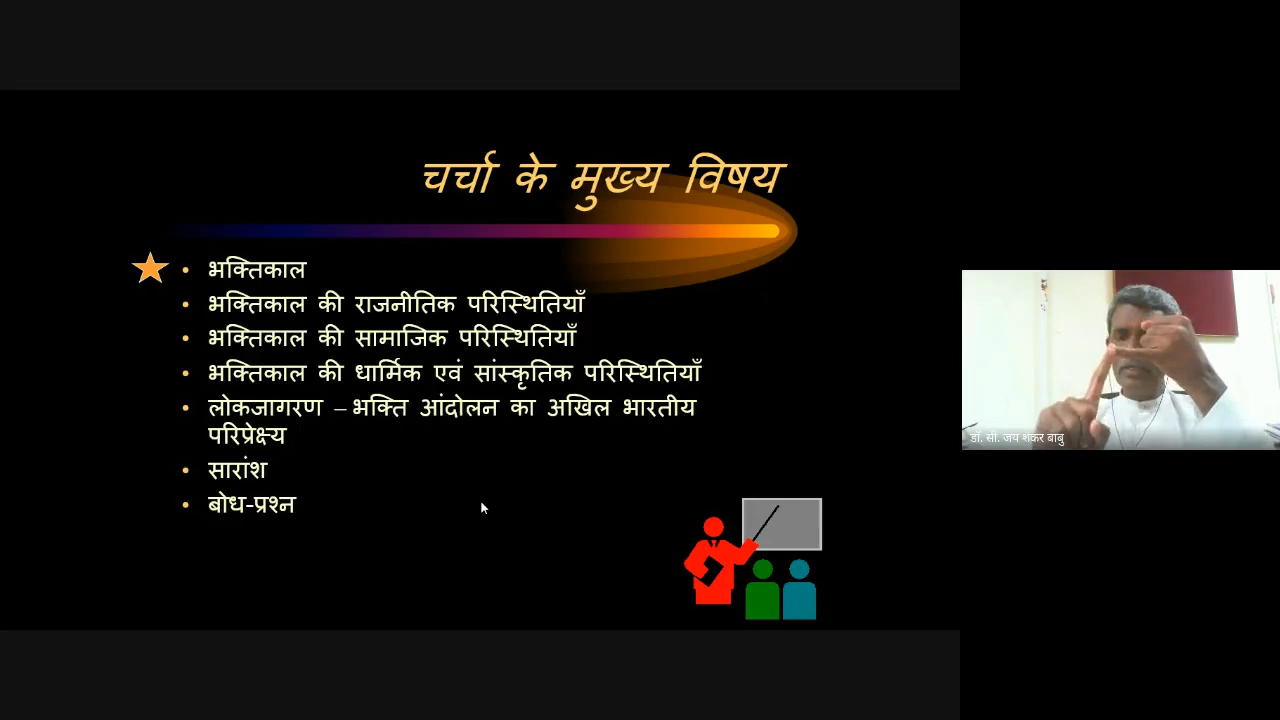 चर्चा के मुख्य विषय
भक्तिकाल
भक्तिकाल की राजनीतिक परिस्थितियाँ
भक्तिकाल की सामाजिक परिस्थितियाँ
भक्तिकाल की धार्मिक एवं सांस्कृतिक परिस्थितियाँ
लोकजागरण – भक्ति आंदोलन का अखिल भारतीय
परिप्रेक्ष्य
सारांश
बोध-प्रश्न
डॉ. सी. जय शंकर बाबु